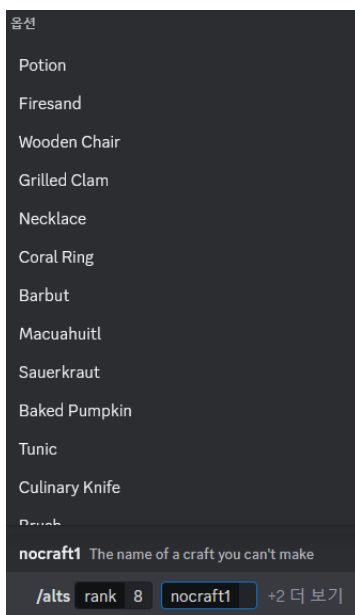 옵션
Potion
Firesand
Wooden Chair
Grilled Clam
Necklace
Coral Ring
Barbut
Macuahuitl
Sauerkraut
Baked Pumpkin
Tunic
Culinary Knife
Brush
nocraft1 The name of a craft you can't make
/alts rank 8 nocraft1 +2 더 보기